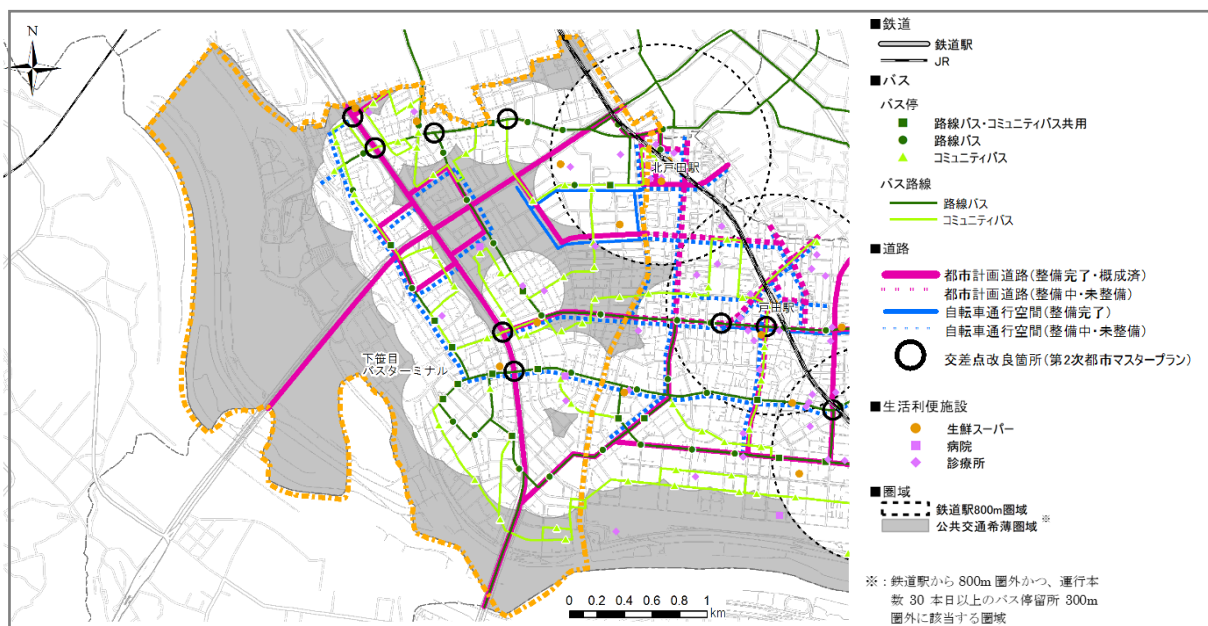 N
北戸田駅
戸田駅
下笹目
バスターミナル
0 0.2 0.4 0.6 0.8 1
km
■鉄道
鉄道駅
JR
■バス
バス停
路線バス・コミュニティバス共用
路線バス
コミュニティバス
バス路線
路線バス
コミュニティバス
■道路
都市計画道路(整備完了・概成済)
都市計画道路(整備中・未整備)
自転車通行空間(整備完了)
自転車通行空間(整備中・未整備)
交差点改良箇所(第2次都市マスタープラン)
■生活利便施設
生鮮スーパー
病院
診療所
■圏域
鉄道駅800m圏域
公共交通希薄圏域※
※:鉄道駅から 800m 圏外かつ、運行本
数 30 本日以上のバス停留所 300m
圏外に該当する圏域